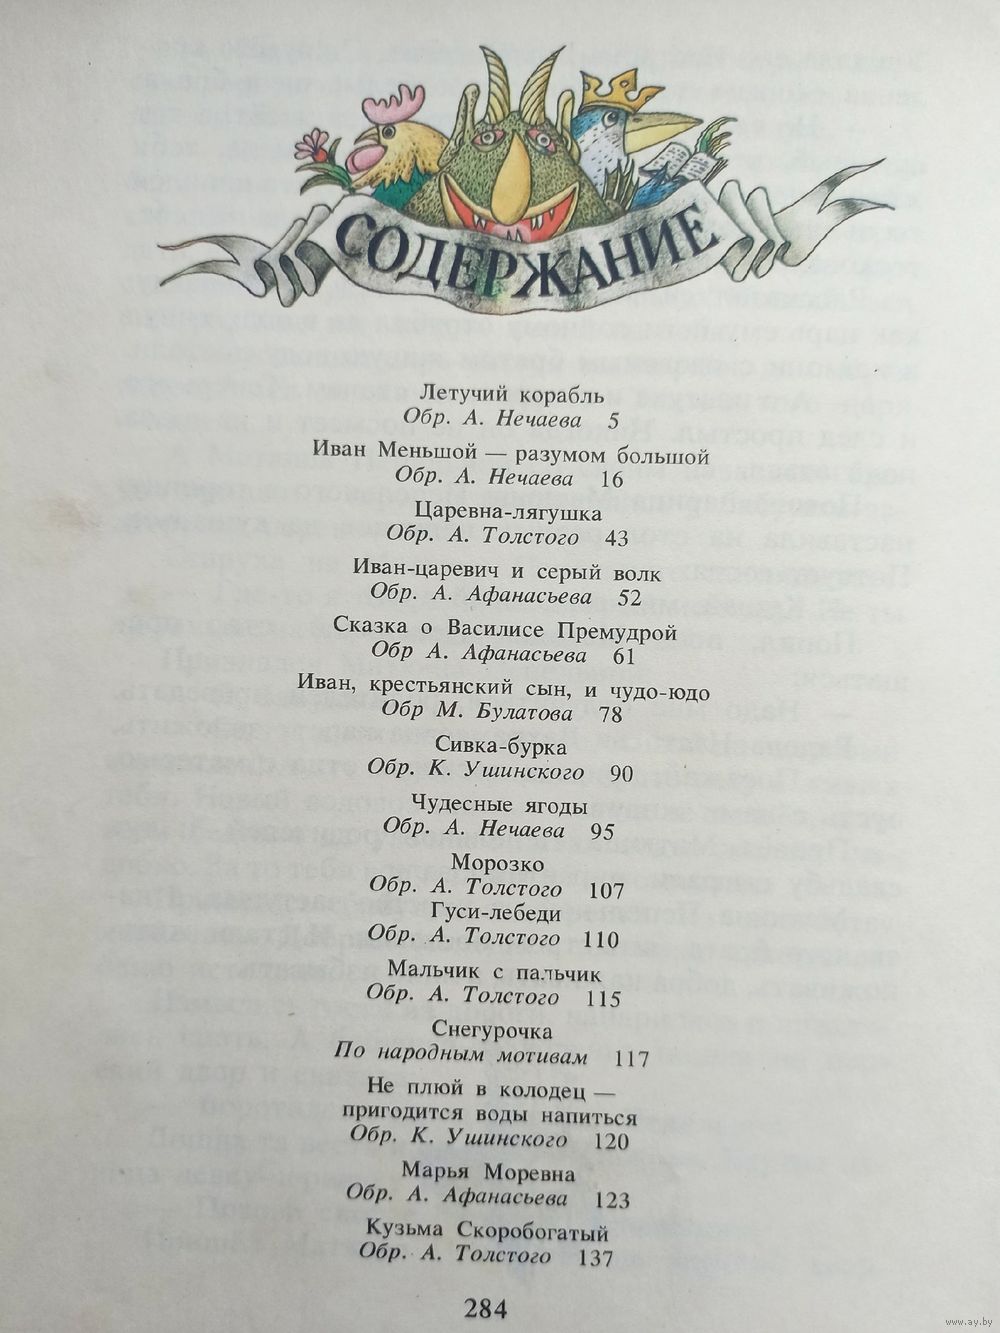 СОДЕРЖАНИЕ
Летучий корабль
Обр. А. Нечаева 5
Иван Меньшой — разумом большой
Обр. А. Нечаева 16
Царевна-лягушка
Обр. А. Толстого 43
Иван-царевич и серый волк
Обр. А. Афанасьева 52
Сказка о Василисе Премудрой
Обр А. Афанасьева 61
Иван, крестьянский сын, и чудо-юдо
Обр М. Булатова 78
Сивка-бурка
Обр. К. Ушинского 90
Чудесные ягоды
Обр. А. Нечаева 95
Морозко
Обр. А. Толстого 107
Гуси-лебеди
Обр. А. Толстого 110
Мальчик с пальчик
Обр. А. Толстого 115
Снегурочка
По народным мотивам 117
Не плюй в колодец —
пригодится воды напиться
Обр. К. Ушинского 120
Марья Моревна
Обр. А. Афанасьева 123
Кузьма Скоробогатый
Обр. А. Толстого 137
284
www.ay.by